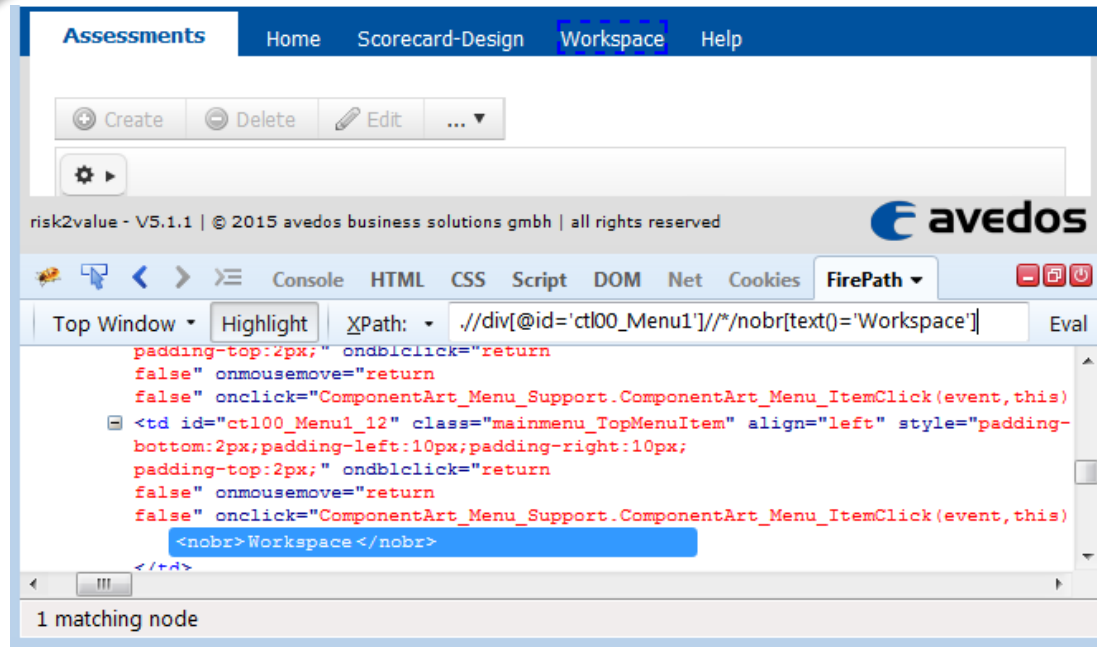 Assessments Home Scorecard-Design Workspace Help
Create Delete Edit ... ▼
risk2value - V5.1.1 | © 2015 avedos business solutions gmbh | all rights reserved avedos
Console HTML CSS Script DOM Net Cookies FirePath
Top Window Highlight XPath: .//div[@id='ctl00_Menu1']//*/nobr[text()='Workspace'] Eval
padding-top:2px;" ondblclick="return
false" onmousemove="return
false" onclick="ComponentArt_Menu_Support.ComponentArt_Menu_ItemClick(event,this)
<td id="ctl00_Menu1_12" class="mainmenu_TopMenuItem" align="left" style="padding-
bottom:2px;padding-left:10px;padding-right:10px;
padding-top:2px;" ondblclick="return
false" onmousemove="return
false" onclick="ComponentArt_Menu_Support.ComponentArt_Menu_ItemClick(event,this)
<nobr>Workspace</nobr>
</td>
1 matching node